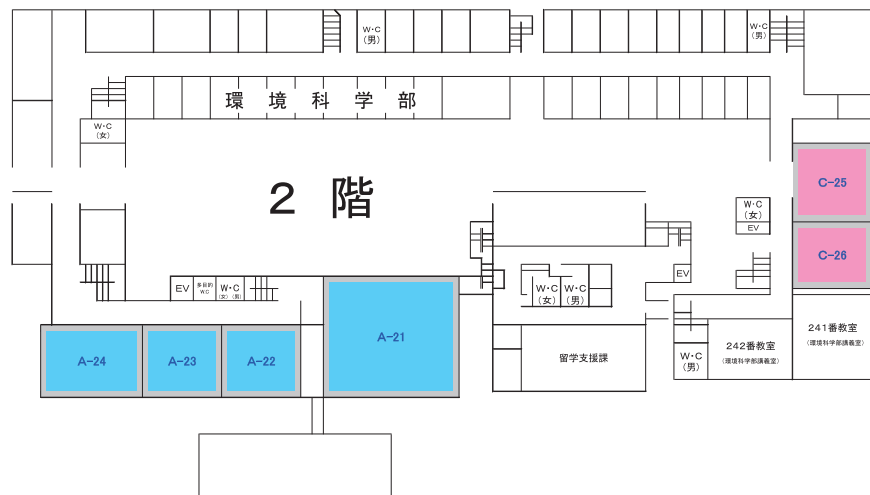 W・C
(男)
W・C
(男)
環境科学部
W・C
(女)
2 階
C-25
W・C
(女)
EV
C-26
EV
EV
多目的
W.C
W・C
(女)(男)
W・C
(女)
W・C
(男)
A-24
A-23
A-22
A-21
留学支援課
W・C
(男)
242番教室
(環境科学部講義室)
241番教室
(環境科学部講義室)